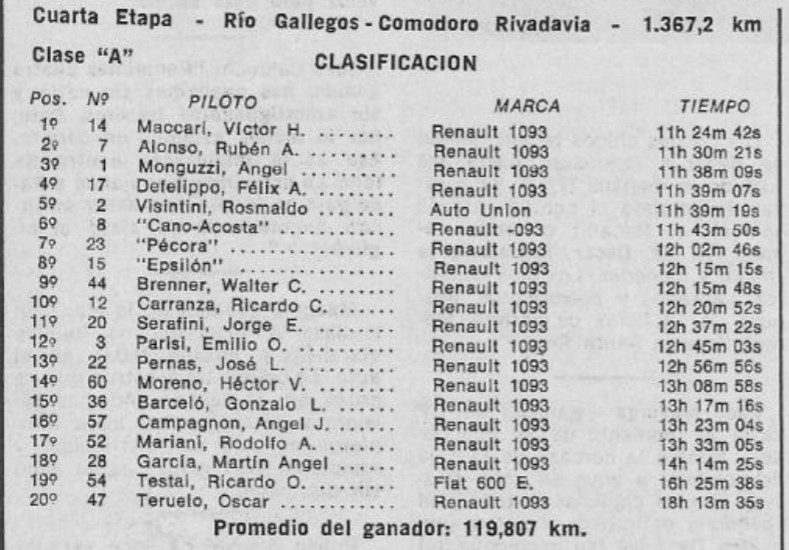 Cuarta Etapa - Río Gallegos - Comodoro Rivadavia - 1.367,2 km
Clase "A"
CLASIFICACION
Pos. Nº PILOTO MARCA TIEMPO
1º 14 Maccari, Víctor H. .......... Renault 1093 11h 24m 42s
2º 7 Alonso, Rubén A. .......... Renault 1093 11h 30m 21s
3º 19 Monguzzi, Angel .......... Renault 1093 11h 38m 09s
4º 17 Defelippo, Félix A. .......... Renault 1093 11h 39m 07s
5º 2 Visintini, Rosmaldo ........ Auto Union 11h 39m 19s
6º 8 "Cano-Acosta" .............. Renault -093 11h 43m 50s
7º 23 "Pécora" .................. Renault 1093 12h 02m 46s
8º 15 "Epsilón" .................. Renault 1093 12h 15m 15s
9º 44 Brenner, Walter C. .......... Renault 1093 12h 15m 48s
10º 12 Carranza, Ricardo C. ........ Renault 1093 12h 20m 52s
11º 20 Serafini, Jorge E. .......... Renault 1093 12h 37m 22s
12º 3 Parisi, Emilio O. .......... Renault 1093 12h 45m 03s
13º 22 Pernas, José L. ............ Renault 1093 12h 56m 56s
14º 60 Moreno, Héctor V. .......... Renault 1093 13h 08m 58s
15º 36 Barceló, Gonzalo L. ........ Renault 1093 13h 17m 16s
16º 57 Campagnon, Angel J. ........ Renault 1093 13h 23m 04s
17º 52 Mariani, Rodolfo A. ........ Renault 1093 13h 33m 05s
18º 28 García, Martín Angel ...... Renault 1093 14h 14m 25s
19º 54 Testai, Ricardo O. .......... Fiat 600 E. 16h 25m 38s
20º 47 Teruelo, Oscar ............ Renault 1093 18h 13m 35s
Promedio del ganador: 119,807 km.